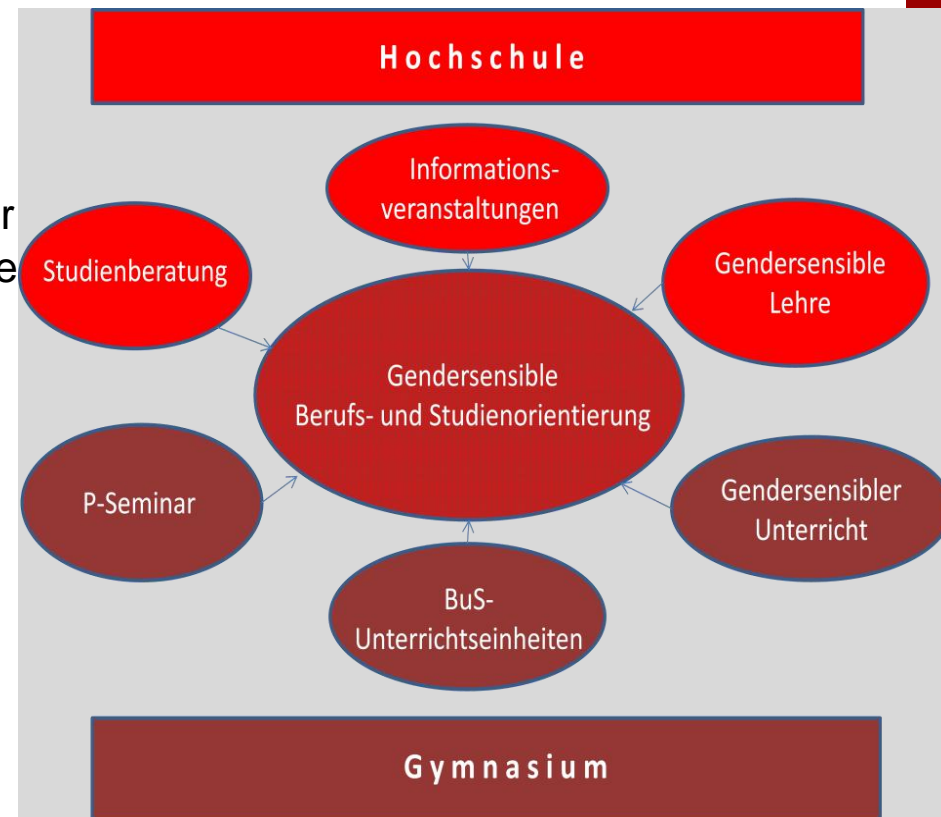 Hochschule
Informations-
veranstaltungen
r
e
Studienberatung
Gendersensible
Lehre
Gendersensible
Berufs- und Studienorientierung
P-Seminar
Gendersensibler
Unterricht
BuS-
Unterrichtseinheiten
Gymnasium